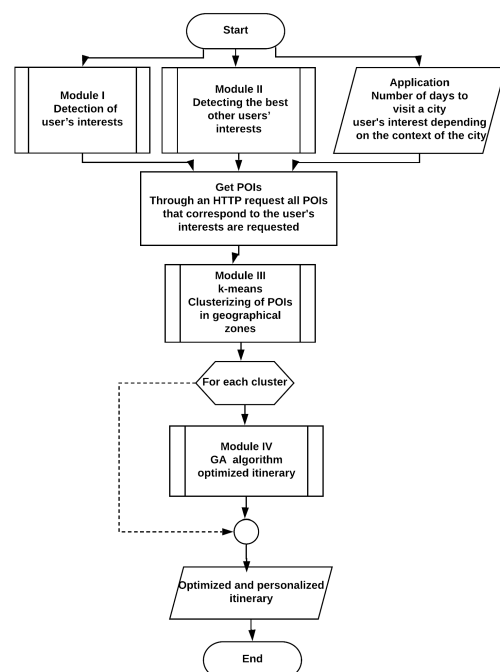 Start
Module I
Detection of
user's interests
Module II
Detecting the best
other users'
interests
Application
Number of days to
visit a city
user's interest depending
on the context of the city
Get POIs
Through an HTTP request all POIs
that correspond to the user's
interests are requested
Module III
k-means
Clusterizing of POIs
in geographical
zones
For each cluster
Module IV
GA algorithm
optimized itinerary
Optimized and personalized
itinerary
End